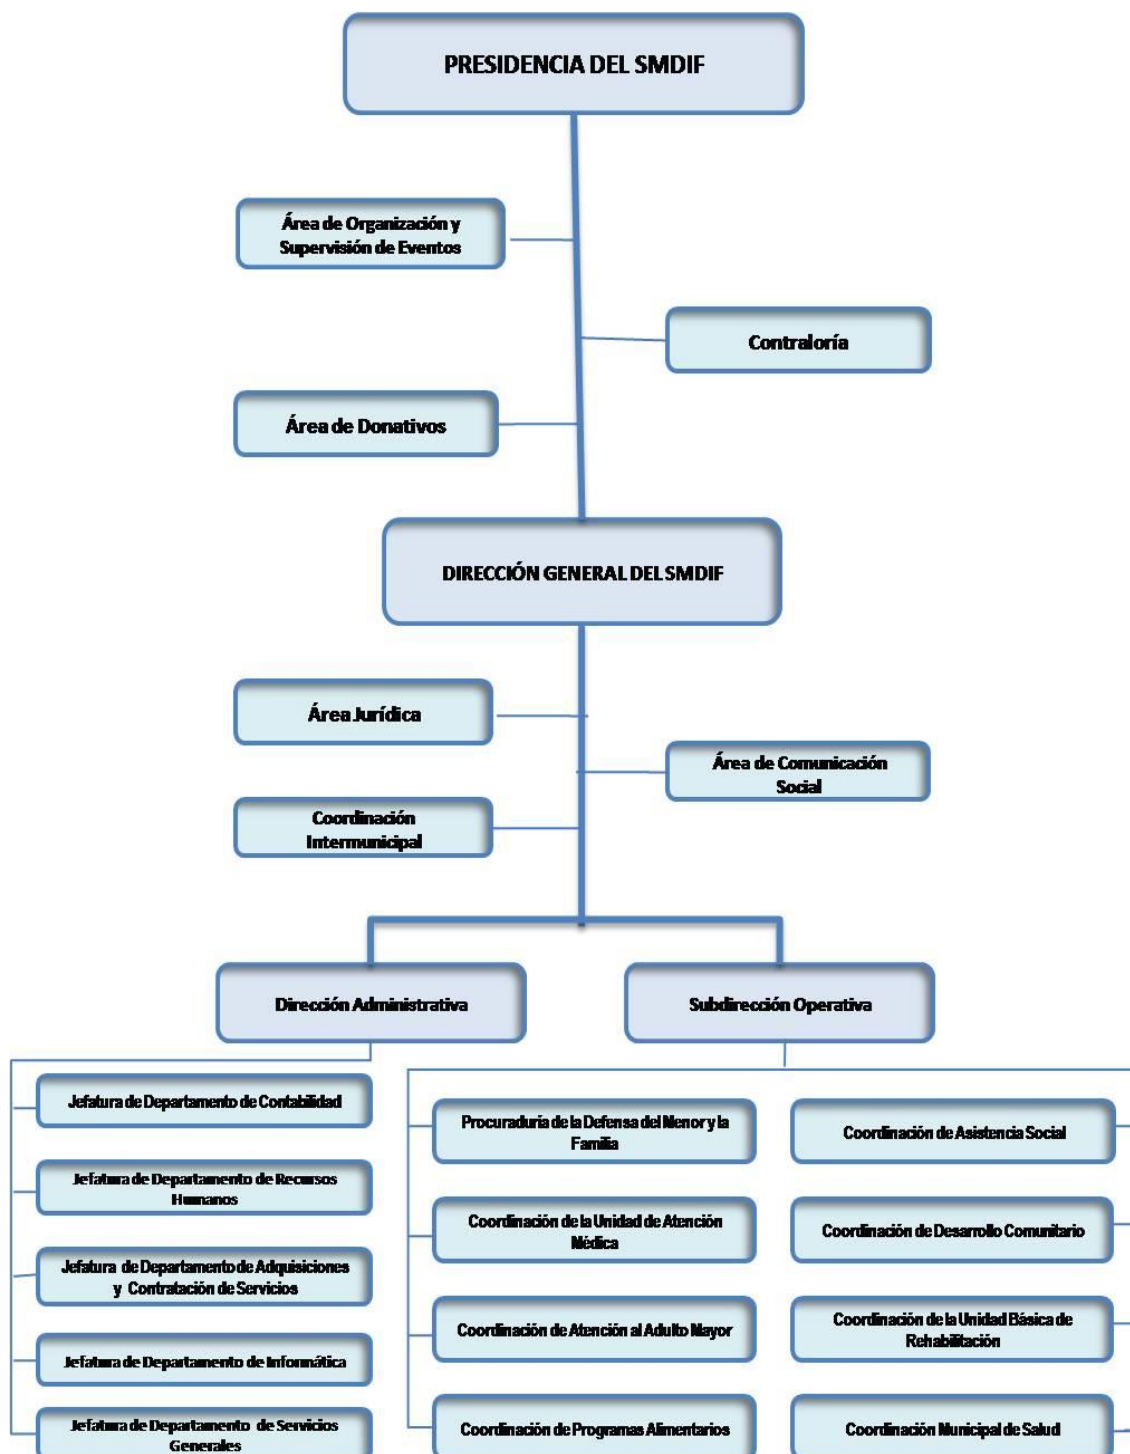 PRESIDENCIA DEL SMDIF
Área de Organización y
Supervisión de Eventos
Contraloría
Área de Donativos
DIRECCIÓN GENERAL DEL SMDIF
Área Jurídica
Área de Comunicación
Social
Coordinación
Intermunicipal
Dirección Administrativa
Subdirección Operativa
Jefatura de Departamento de Contabilidad
Jefatura de Departamento de Recursos
Humanos
Jefatura de Departamento de Adquisiciones
y Contratación de Servicios
Jefatura de Departamento de Informática
Jefatura de Departamento de Servicios
Generales
Procuraduría de la Defensa del Menor y la
Familia
Coordinación de la Unidad de Atención
Médica
Coordinación de Atención al Adulto Mayor
Coordinación de Programas Alimentarios
Coordinación de Asistencia Social
Coordinación de Desarrollo Comunitario
Coordinación de la Unidad Básica de
Rehabilitación
Coordinación Municipal de Salud